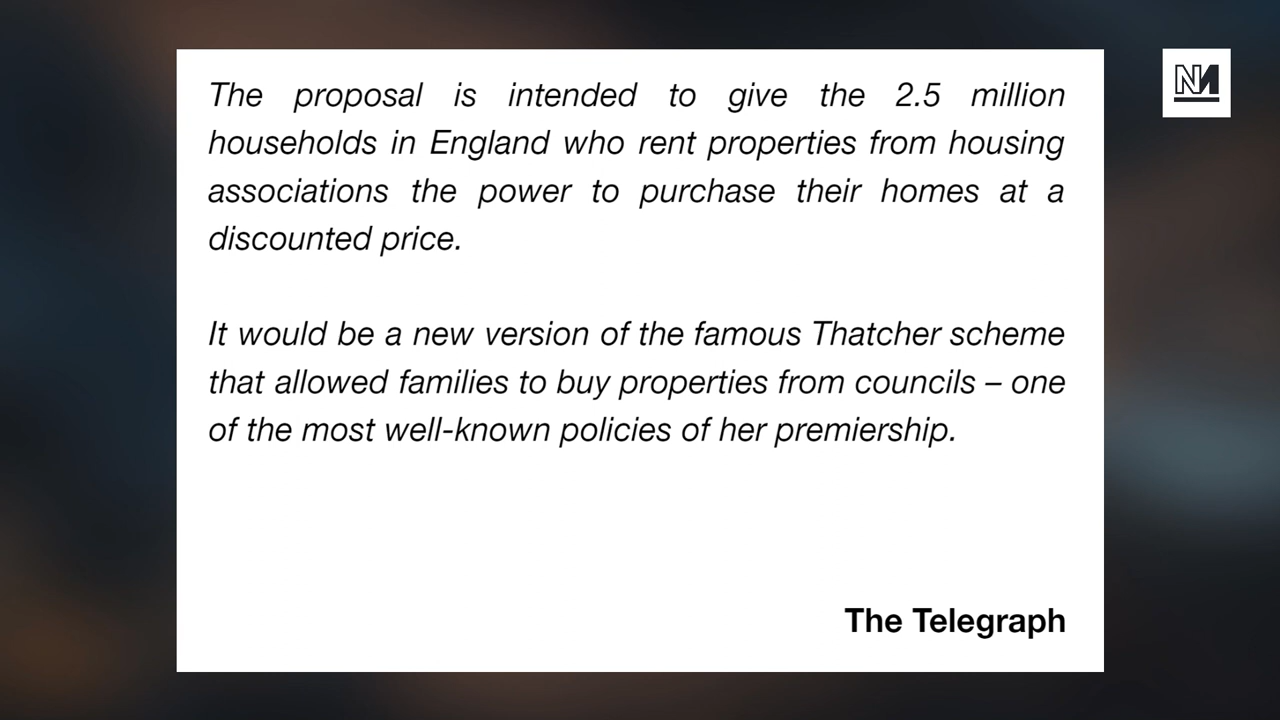 The proposal is intended to give the 2.5 million
households in England who rent properties from housing
associations the power to purchase their homes at a
discounted price.
It would be a new version of the famous Thatcher scheme
that allowed families to buy properties from councils – one
of the most well-known policies of her premiership.
The Telegraph
NM